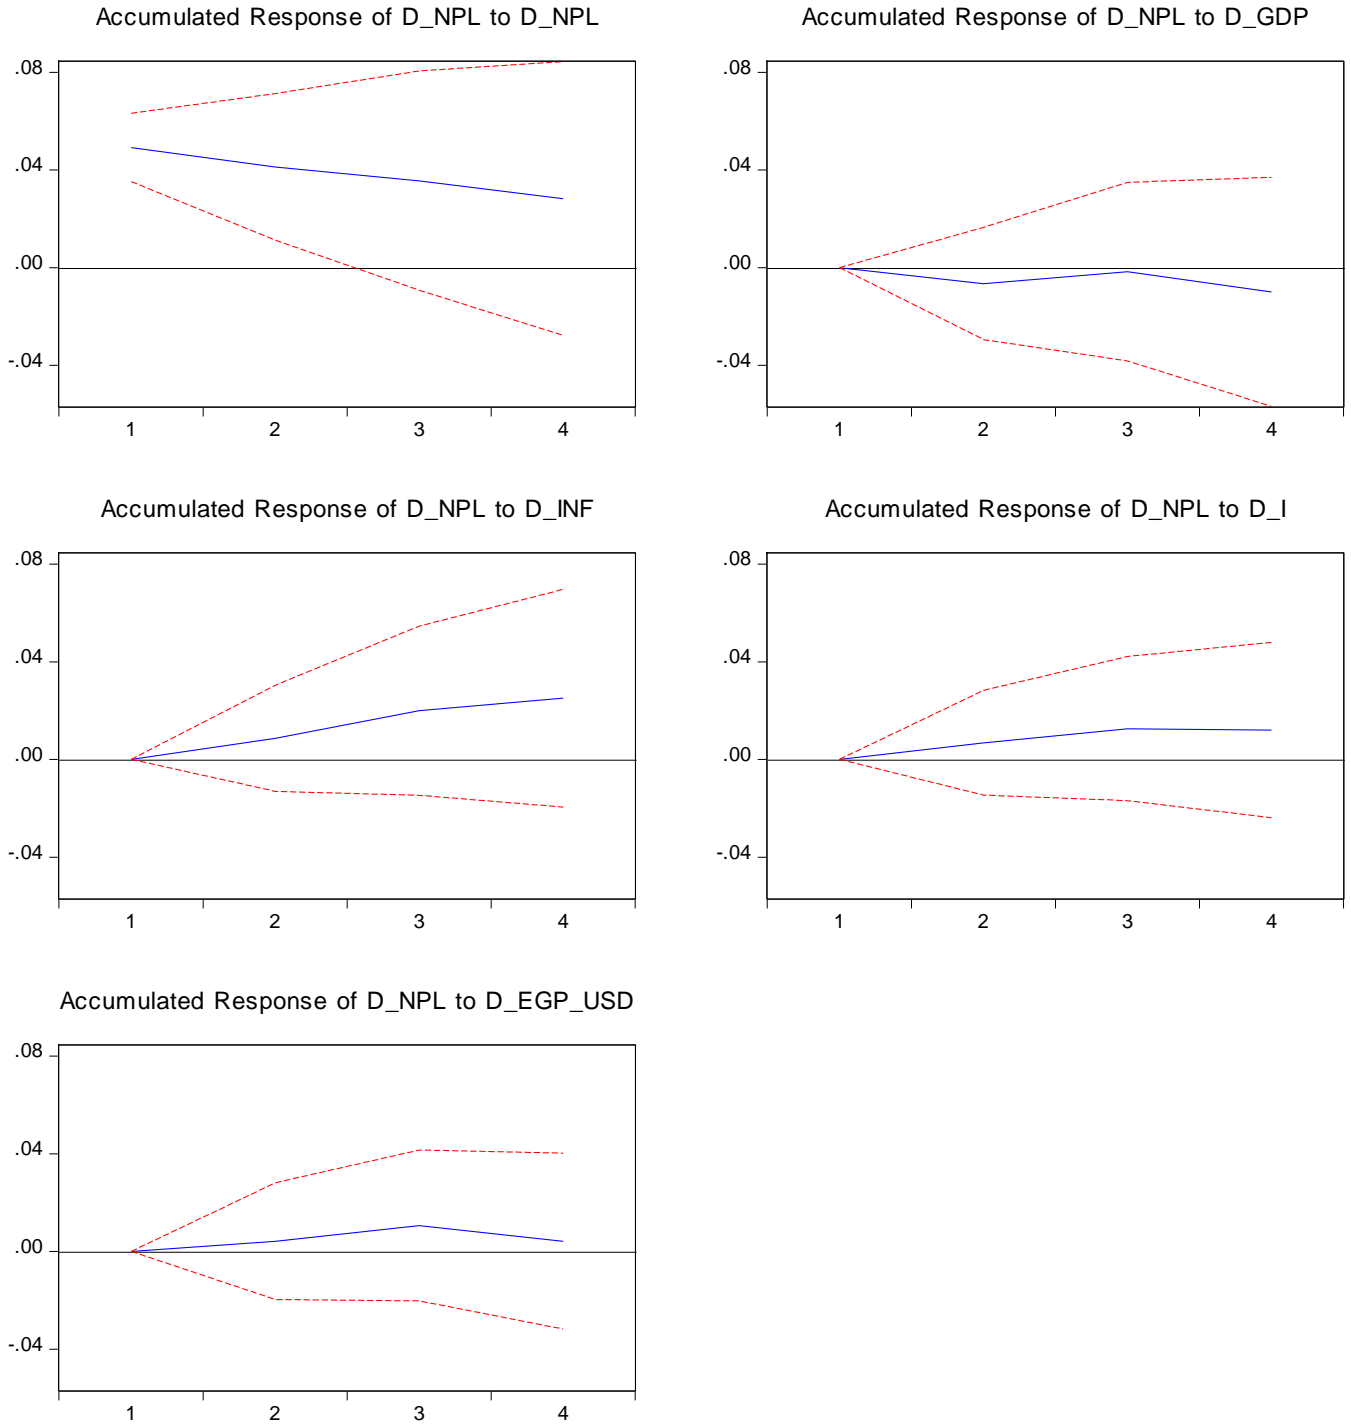 Accumulated Response of D_NPL to D_NPL
.08
.04
.00
-.04
1 2 3 4
Accumulated Response of D_NPL to D_GDP
.08
.04
.00
-.04
1 2 3 4
Accumulated Response of D_NPL to D_INF
.08
.04
.00
-.04
1 2 3 4
Accumulated Response of D_NPL to D_I
.08
.04
.00
-.04
1 2 3 4
Accumulated Response of D_NPL to D_EGP_USD
.08
.04
.00
-.04
1 2 3 4